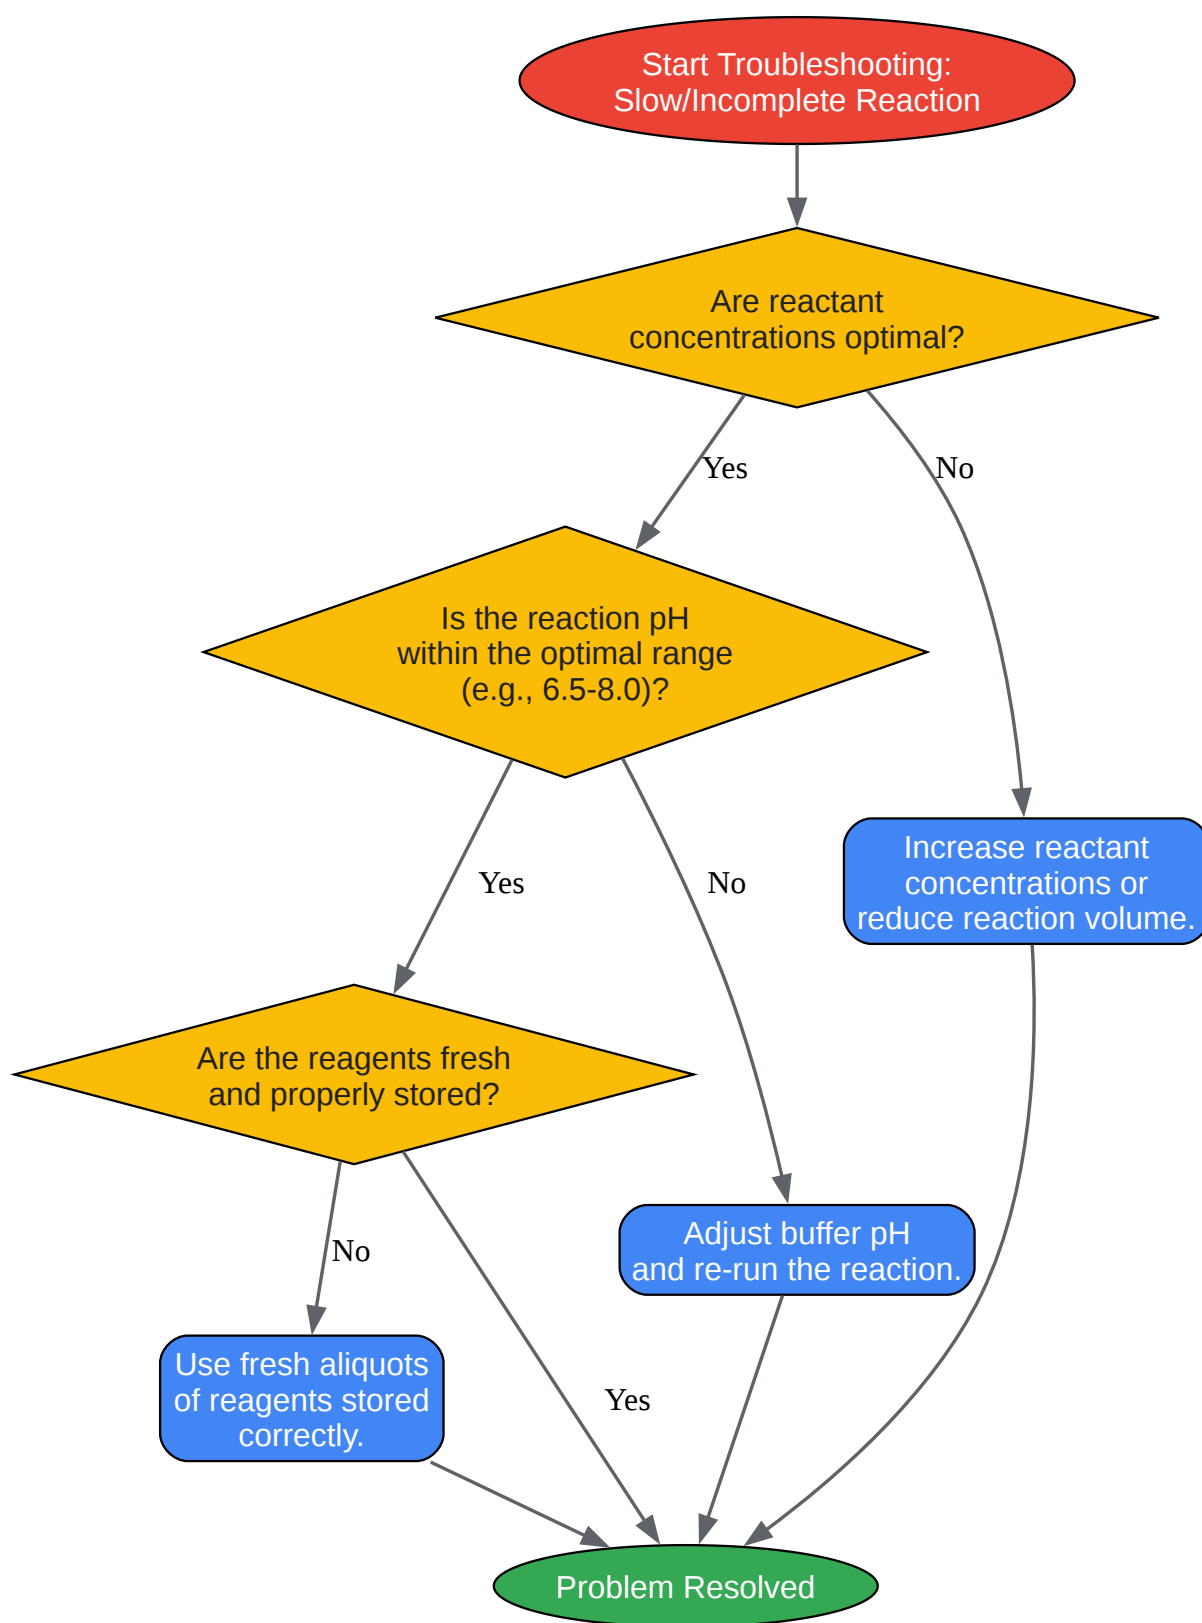 Start Troubleshooting:
Slow/Incomplete Reaction
Are reactant
concentrations optimal?
Yes
No
Is the reaction pH
within the optimal range
(e.g., 6.5-8.0)?
Increase reactant
concentrations or
reduce reaction volume.
Yes
No
Are the reagents fresh
and properly stored?
Adjust buffer pH
and re-run the reaction.
No
Use fresh aliquots
of reagents stored
correctly.
Yes
Problem Resolved